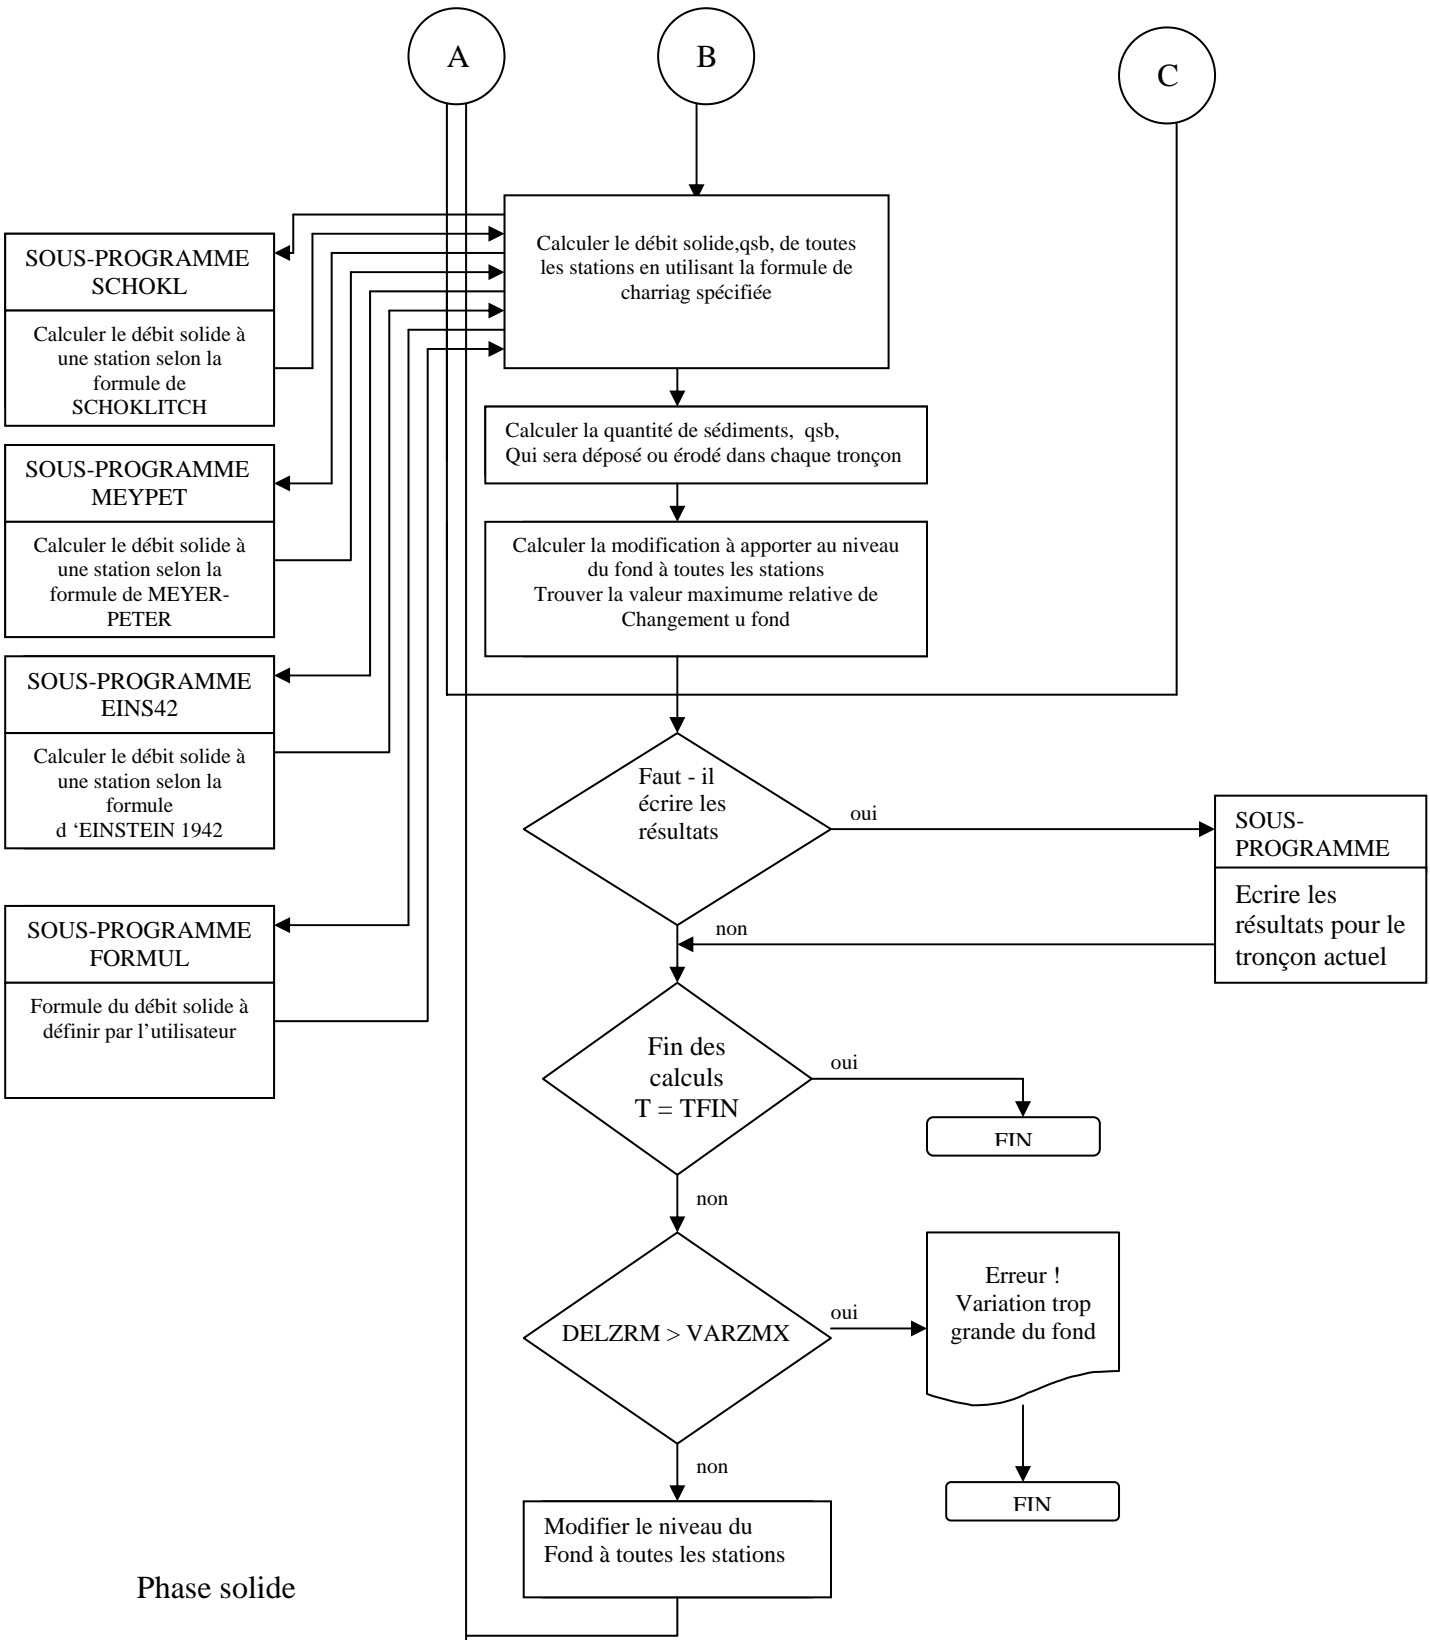 A
B
C
Calculer le débit solide,qsb, de toutes
les stations en utilisant la formule de
charriag spécifiée
SOUS-PROGRAMME
SCHOKL
Calculer le débit solide à
une station selon la
formule de
SCHOKLITCH
Calculer la quantité de sédiments, qsb,
Qui sera déposé ou érodé dans chaque tronçon
SOUS-PROGRAMME
MEYPET
Calculer le débit solide à
une station selon la
formule de MEYER-
PETER
Calculer la modification à apporter au niveau
du fond à toutes les stations
Trouver la valeur maximume relative de
Changement u fond
SOUS-PROGRAMME
EINS42
Calculer le débit solide à
une station selon la
formule
d ‘EINSTEIN 1942
Faut - il
écrire les
résultats
oui
SOUS-
PROGRAMME
Ecrire les
résultats pour le
tronçon actuel
non
SOUS-PROGRAMME
FORMUL
Formule du débit solide à
définir par l’utilisateur
Fin des
calculs
T = TFIN
oui
FIN
non
DELZRM > VARZMX
oui
Erreur !
Variation trop
grande du fond
non
FIN
Modifier le niveau du
Fond à toutes les stations
Phase solide